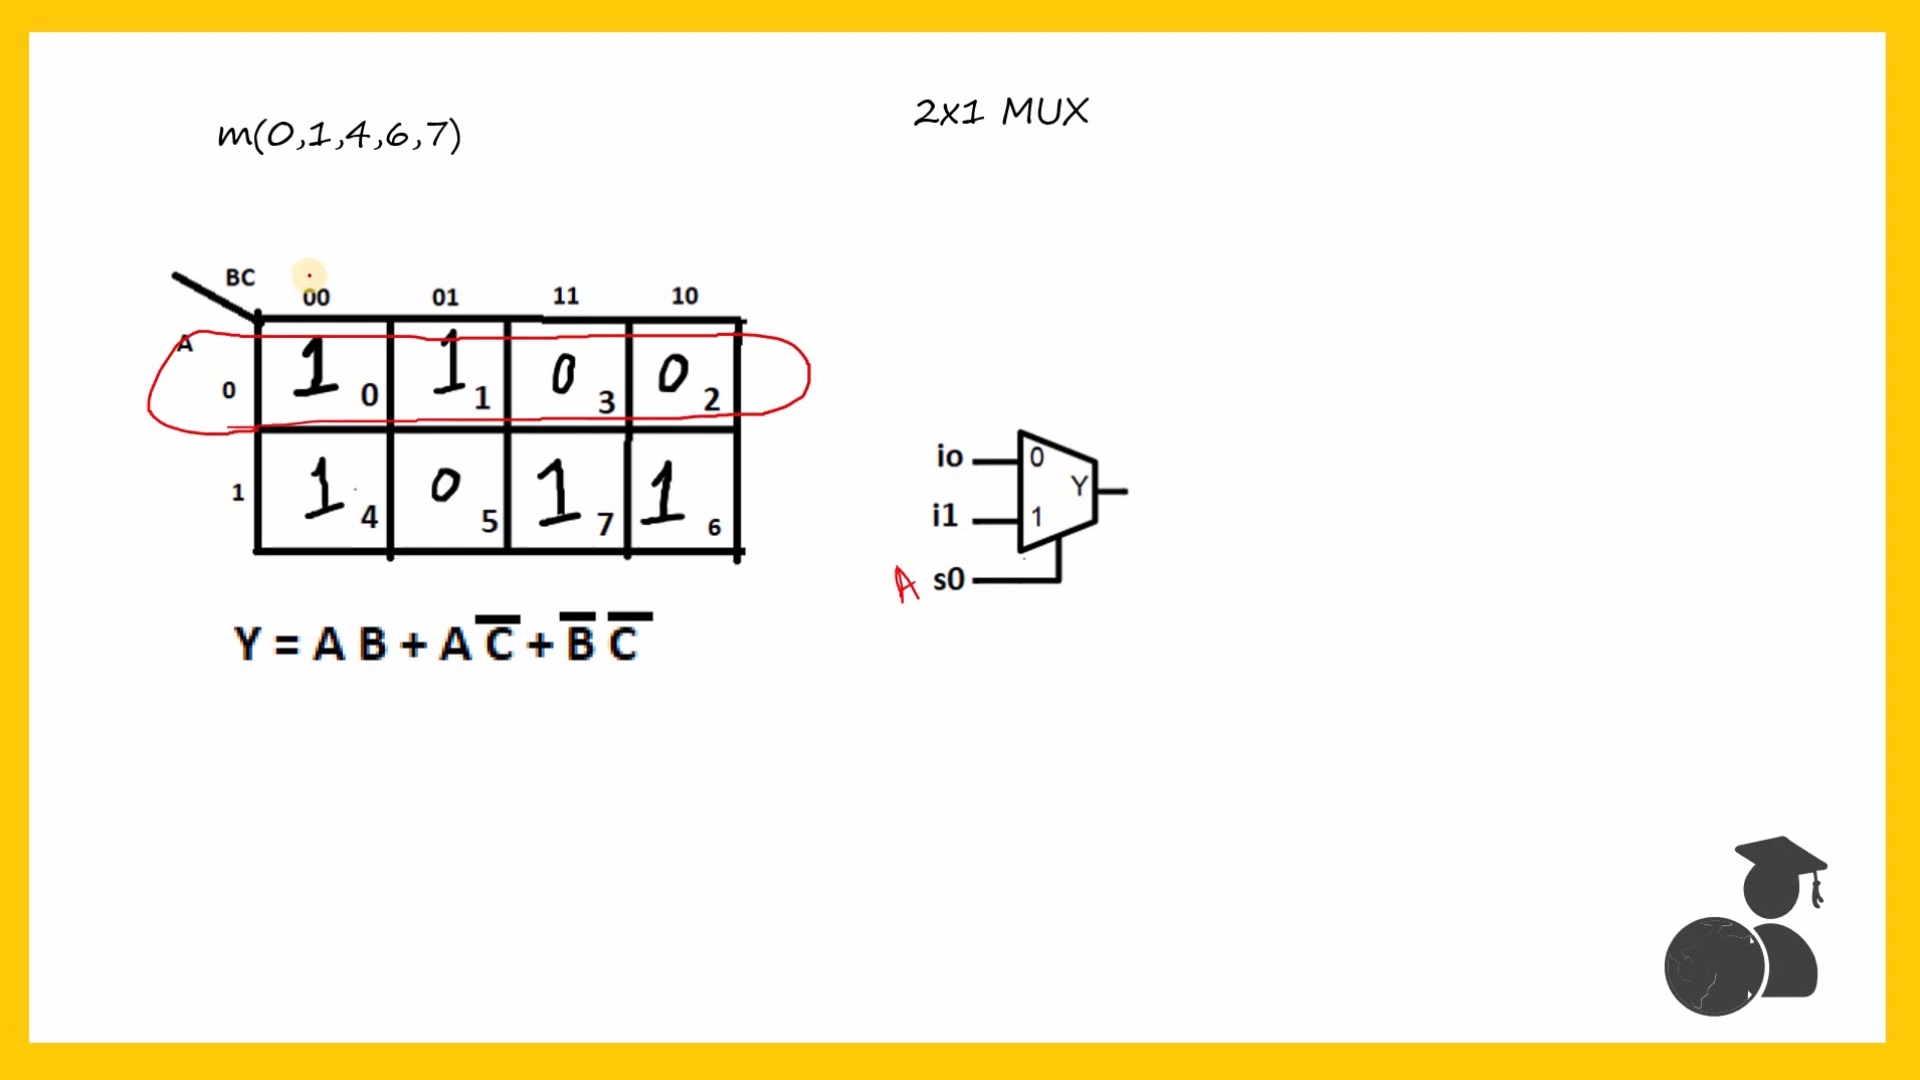 m(0,1,4,6,7)
2x1 MUX
BC
00 01 11 10
A
0 1 0 1 1 0 3 0 2
1 1 4 0 5 1 7 1 6
io 0
Y
i1 1
A s0
Y = A B + A C̅ + B̅ C̅